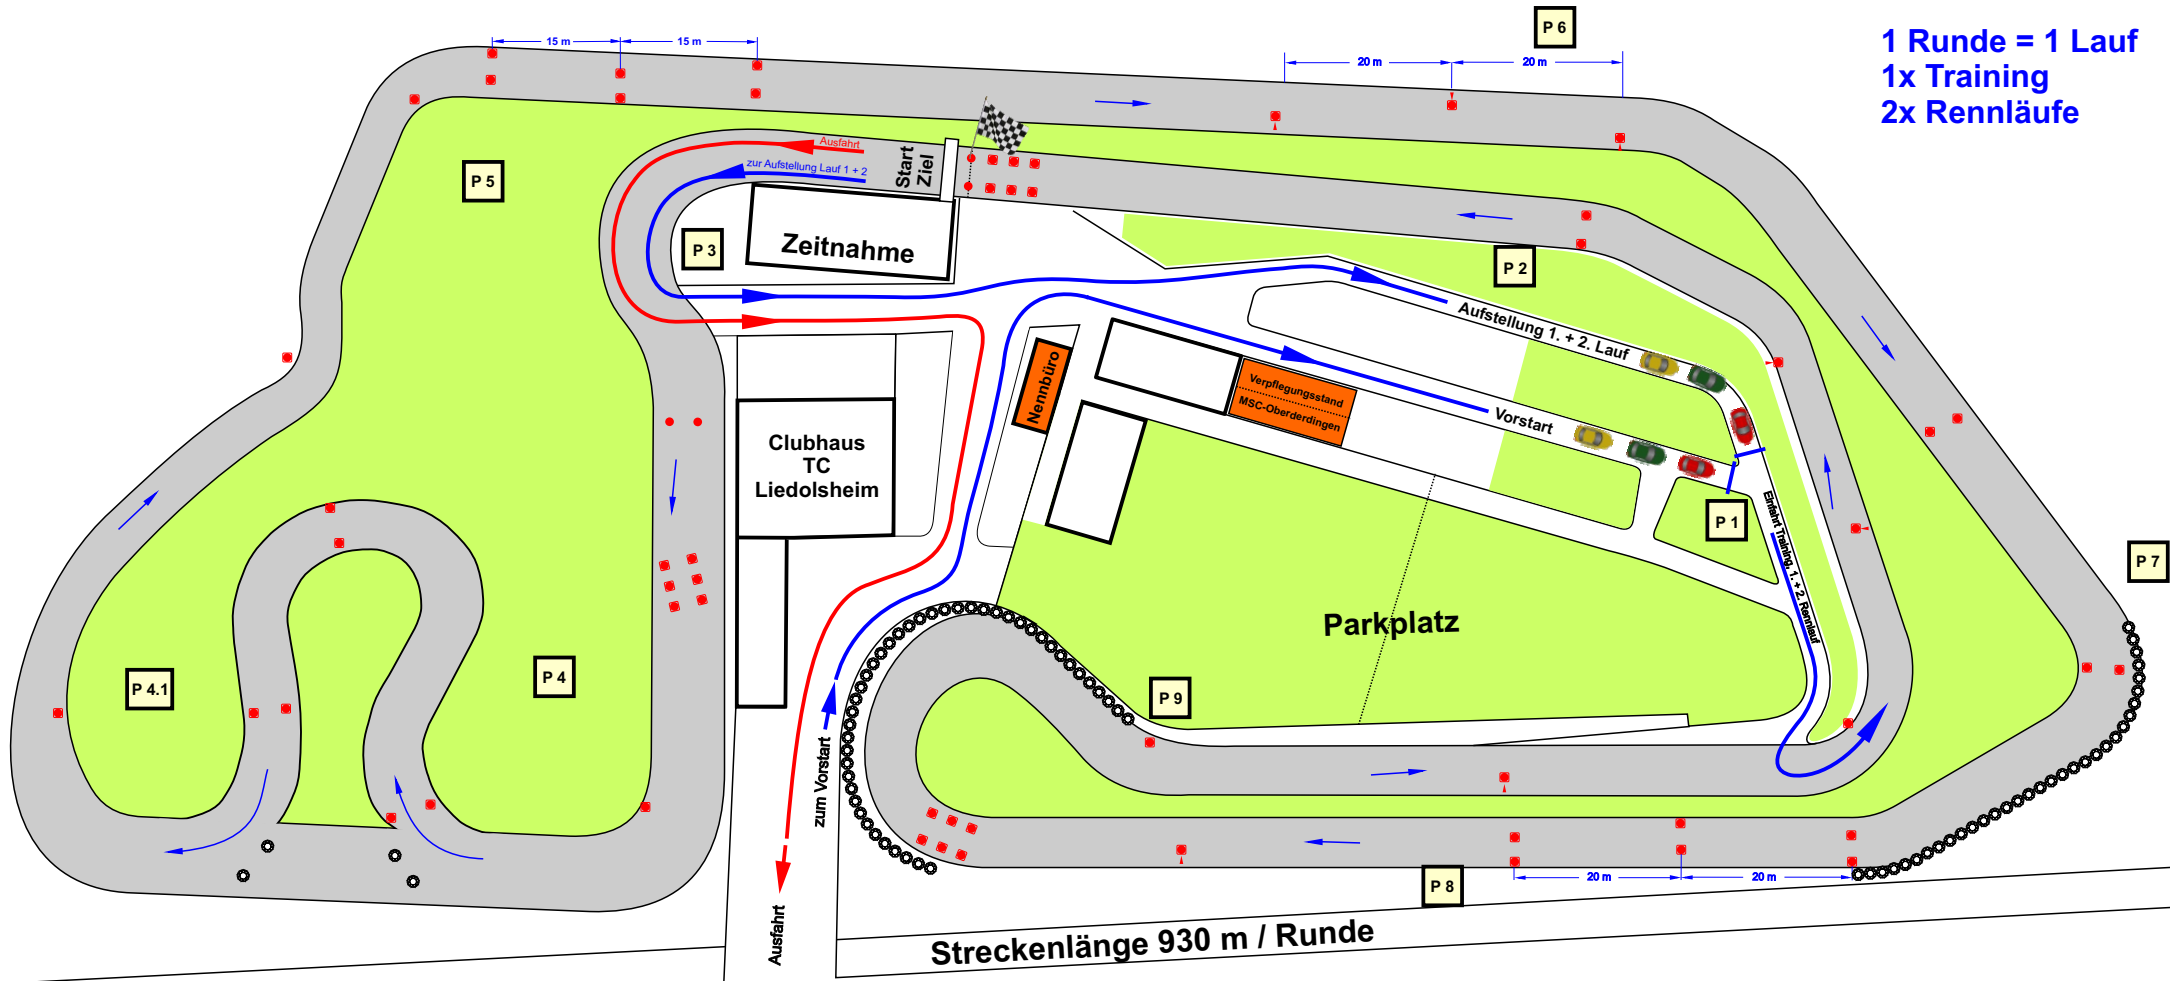 P 6
1 Runde = 1 Lauf
1x Training
2x Rennläufe
15 m
15 m
20 m
20 m
Ausfahrt
zur Aufstellung Lauf 1 + 2
Start
Ziel
P 5
P 3
Zeitnahme
P 2
Aufstellung 1. + 2. Lauf
Nennbüro
Verpflegungsstand
MSC-Oberderdingen
Vorstart
Clubhaus
TC
Liedolsheim
P 1
Einfahrt Training, 1. + 2. Rennlauf
P 7
Parkplatz
P 4.1
P 4
P 9
zum Vorstart
P 8
20 m
20 m
Ausfahrt
Streckenlänge 930 m / Runde